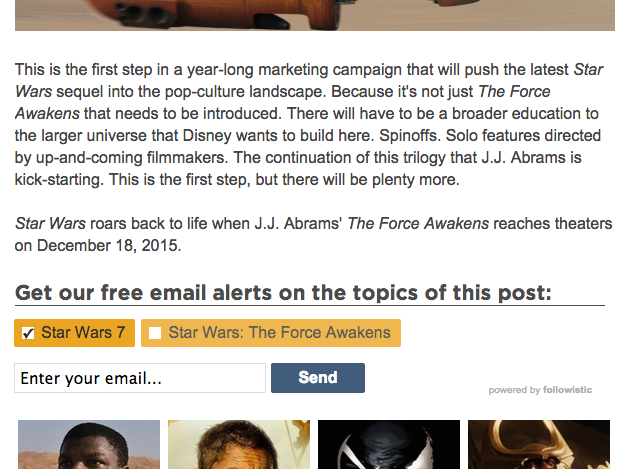 This is the first step in a year-long marketing campaign that will push the latest Star
Wars sequel into the pop-culture landscape. Because it's not just The Force
Awakens that needs to be introduced. There will have to be a broader education to
the larger universe that Disney wants to build here. Spinoffs. Solo features directed
by up-and-coming filmmakers. The continuation of this trilogy that J.J. Abrams is
kick-starting. This is the first step, but there will be plenty more.
Star Wars roars back to life when J.J. Abrams' The Force Awakens reaches theaters
on December 18, 2015.
Get our free email alerts on the topics of this post:
Star Wars 7 Star Wars: The Force Awakens
Enter your email... Send
powered by followistic